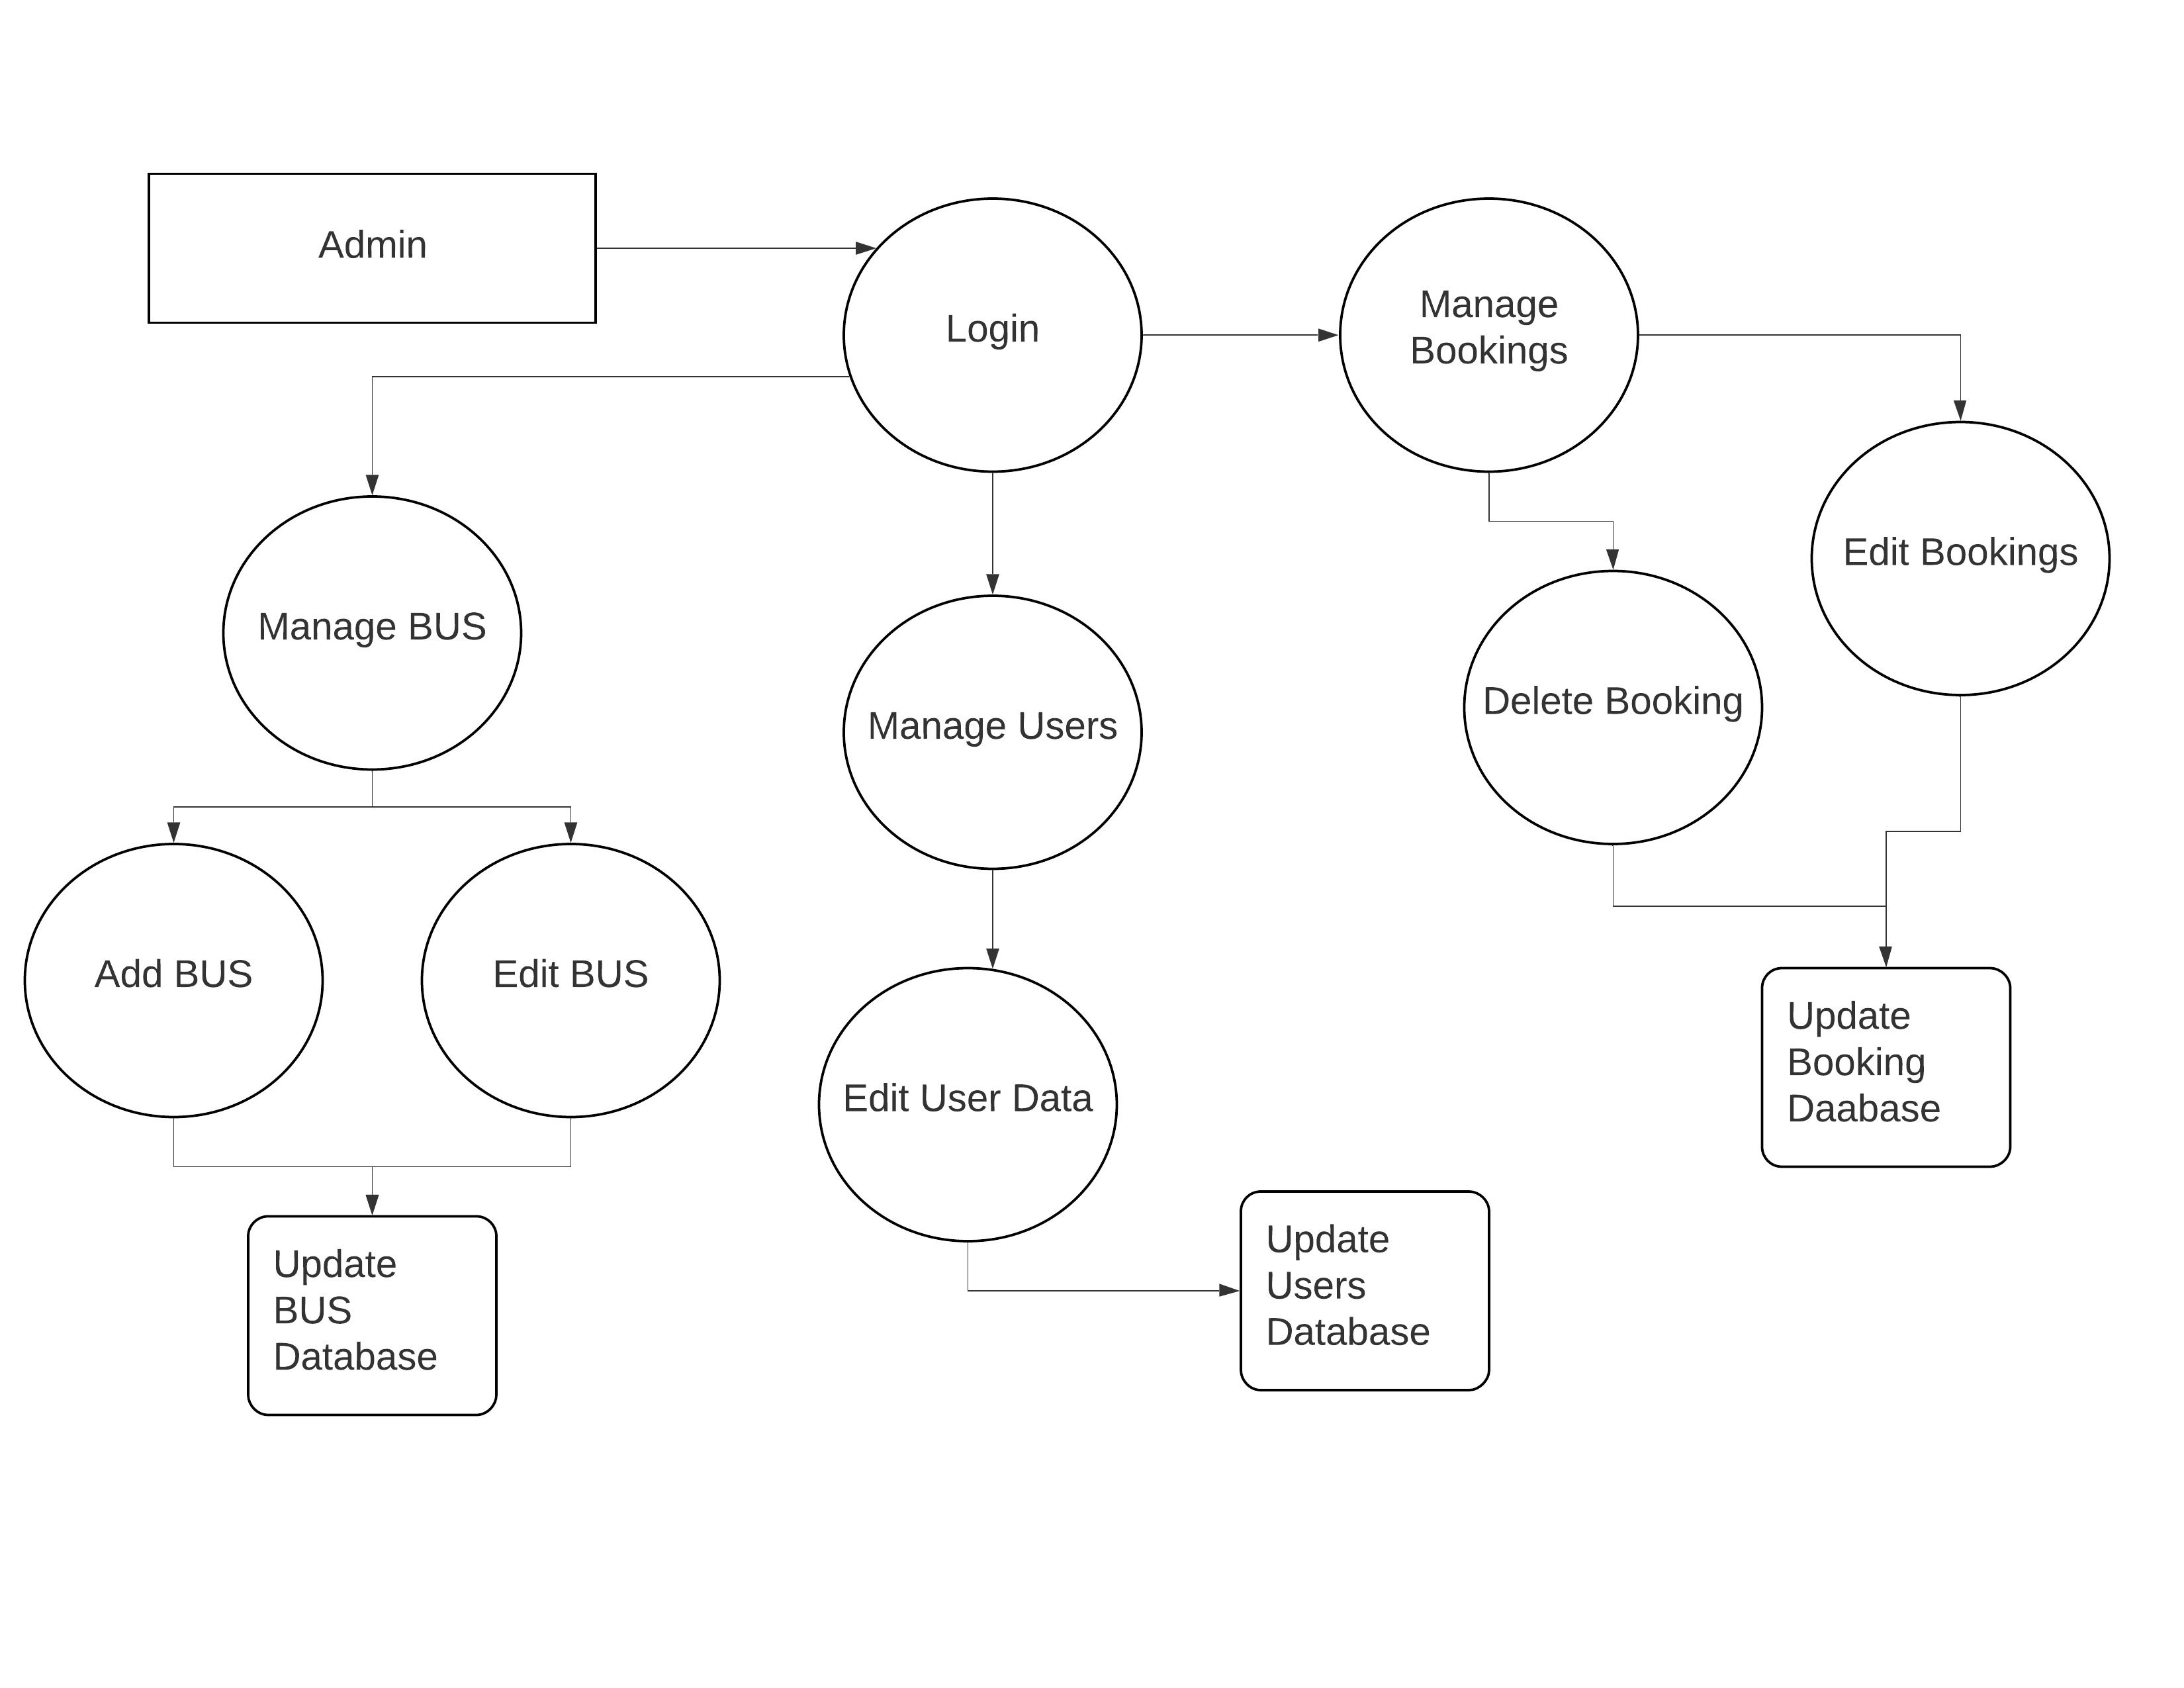 Admin
Login
Manage
Bookings
Edit Bookings
Manage BUS
Manage Users
Delete Booking
Add BUS
Edit BUS
Edit User Data
Update
Booking
Daabase
Update
Users
Database
Update
BUS
Database